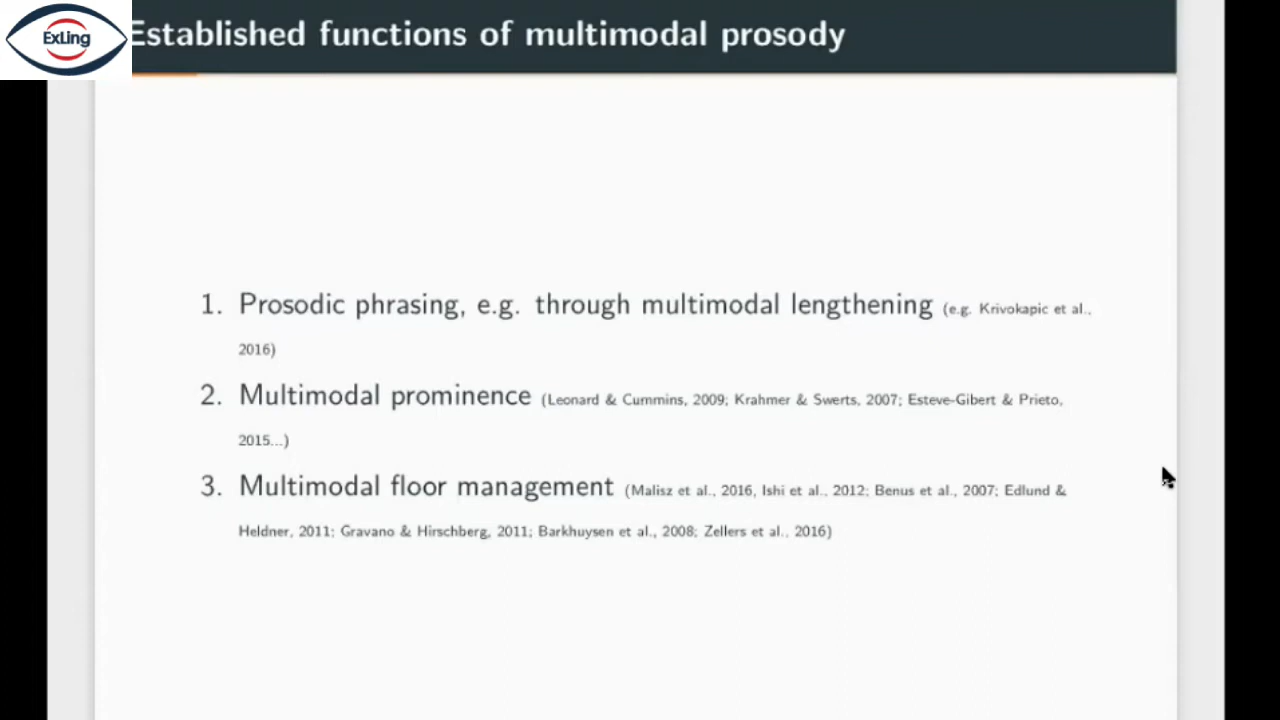 ExLing
Established functions of multimodal prosody
1. Prosodic phrasing, e.g. through multimodal lengthening (e.g. Krivokapic et al.,
2016)
2. Multimodal prominence (Leonard & Cummins, 2009; Krahmer & Swerts, 2007; Esteve-Gibert & Prieto,
2015...)
3. Multimodal floor management (Malisz et al., 2016, Ishi et al., 2012; Benus et al., 2007; Edlund &
Heldner, 2011; Gravano & Hirschberg, 2011; Barkhuysen et al., 2008; Zellers et al., 2016)